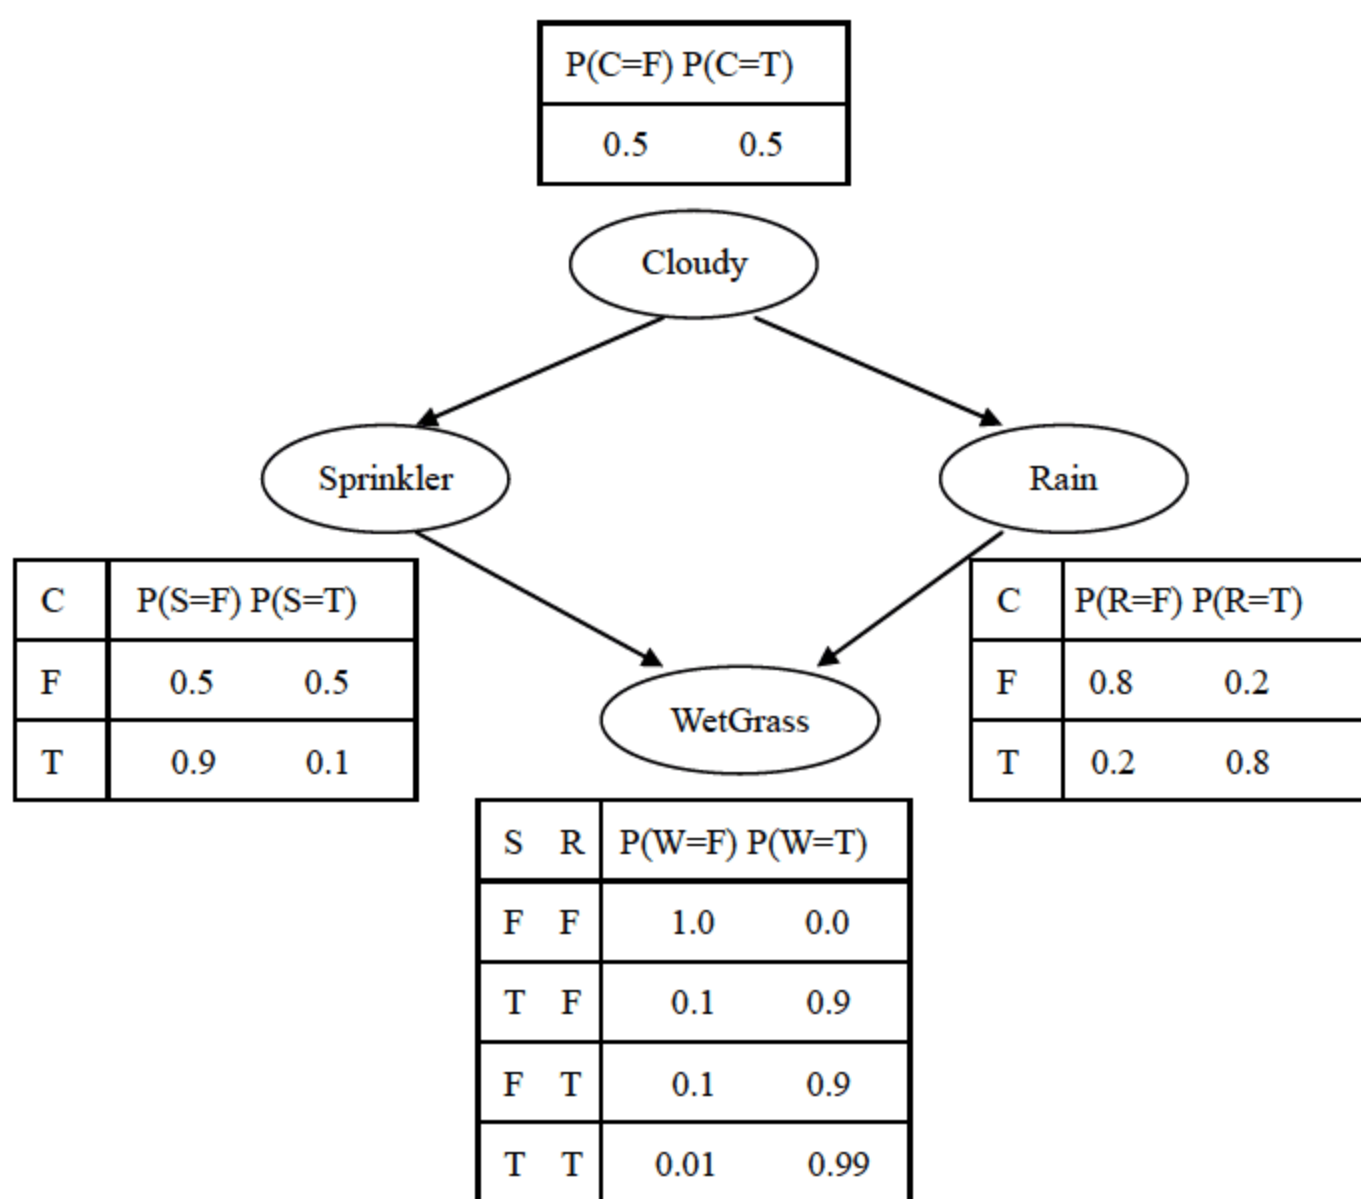 P(C=F) P(C=T)
0.5 0.5
Cloudy
Sprinkler
Rain
C P(S=F) P(S=T)
F 0.5 0.5
T 0.9 0.1
C P(R=F) P(R=T)
F 0.8 0.2
T 0.2 0.8
WetGrass
S R P(W=F) P(W=T)
F F 1.0 0.0
T F 0.1 0.9
F T 0.1 0.9
T T 0.01 0.99